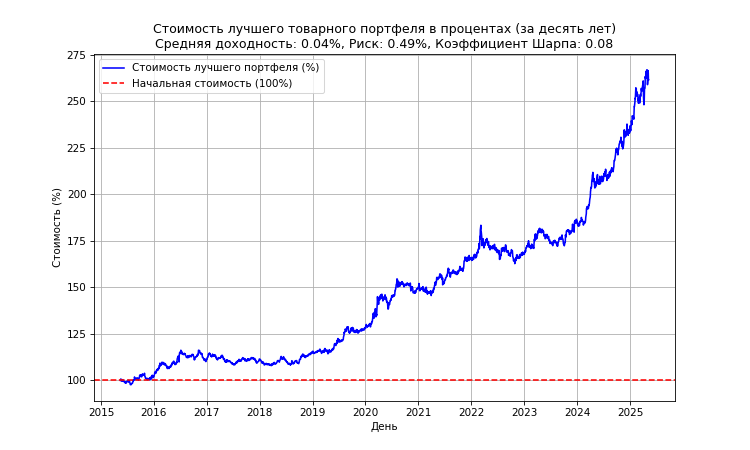 Стоимость лучшего товарного портфеля в процентах (за десять лет)
Средняя доходность: 0.04%, Риск: 0.49%, Коэффициент Шарпа: 0.08
Стоимость лучшего портфеля (%)
Начальная стоимость (100%)
Стоимость (%)
275
250
225
200
175
150
125
100
2015 2016 2017 2018 2019 2020 2021 2022 2023 2024 2025
День